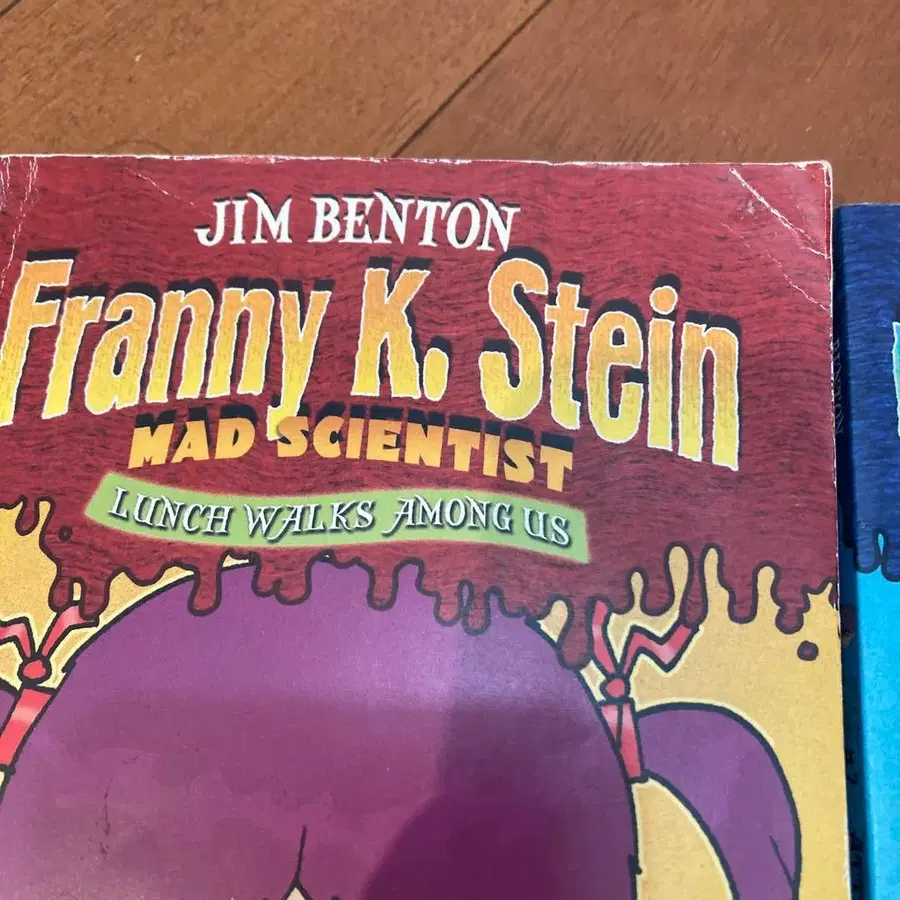 JIM BENTON
Franny K. Stein
MAD SCIENTIST
LUNCH WALKS AMONG US